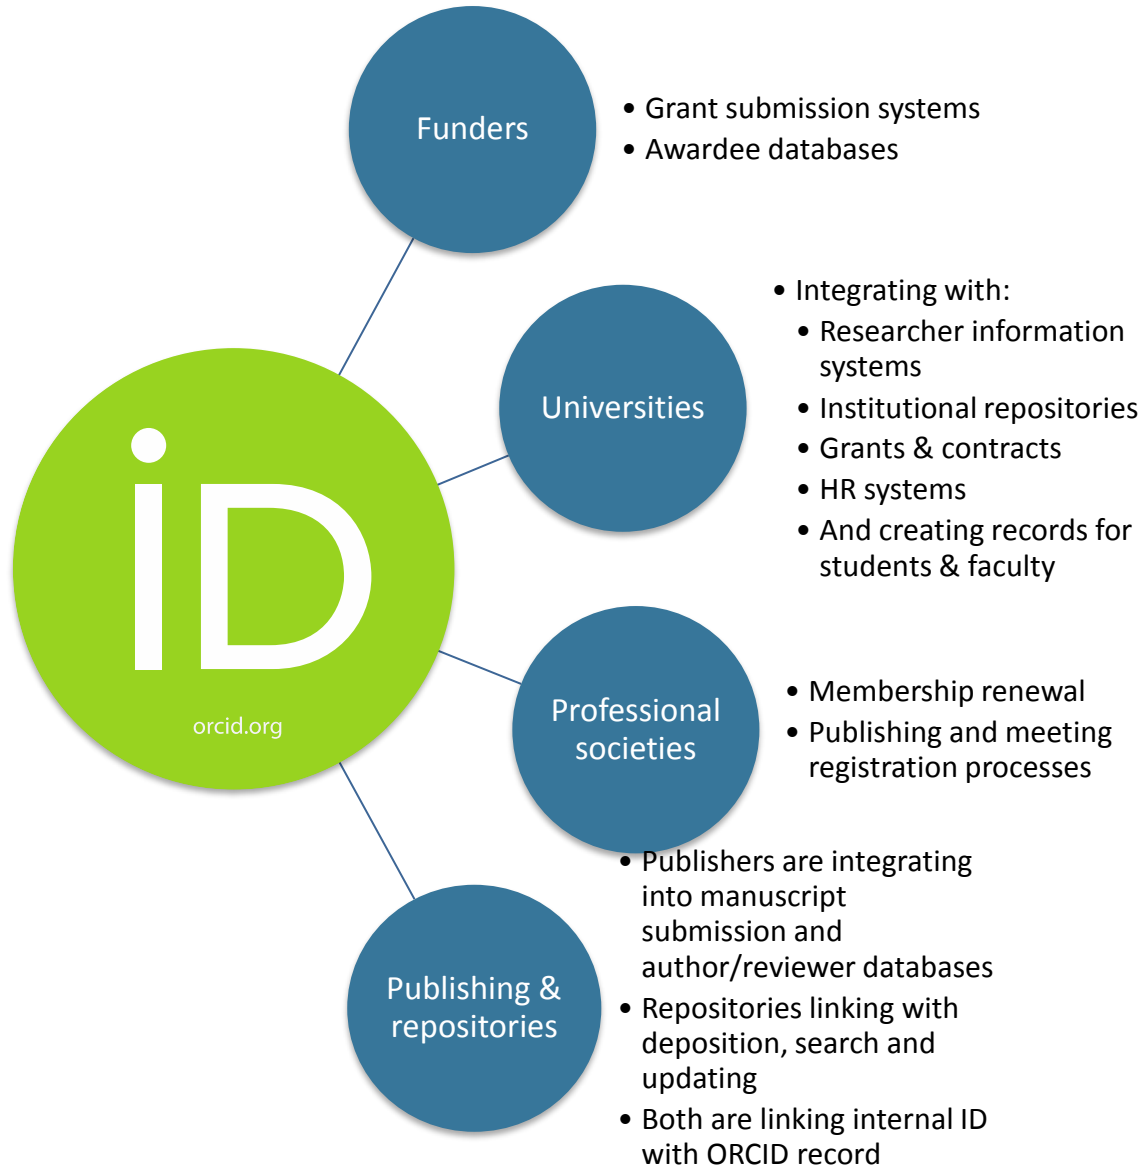 Funders
• Grant submission systems
• Awardee databases
Universities
• Integrating with:
• Researcher information
systems
• Institutional repositories
• Grants & contracts
• HR systems
• And creating records for
students & faculty
iD
orcid.org
Professional
societies
• Membership renewal
• Publishing and meeting
registration processes
Publishing &
repositories
• Publishers are integrating
into manuscript
submission and
author/reviewer databases
• Repositories linking with
deposition, search and
updating
• Both are linking internal ID
with ORCID record